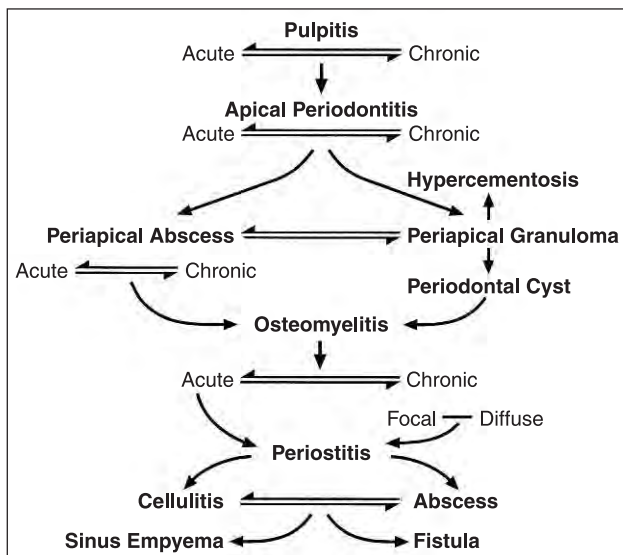 Pulpitis
Acute Chronic
Apical Periodontitis
Acute Chronic
Hypercementosis
Periapical Abscess Periapical Granuloma
Acute Chronic
Periodontal Cyst
Osteomyelitis
Acute Chronic
Focal Diffuse
Periostitis
Cellulitis Abscess
Sinus Empyema Fistula